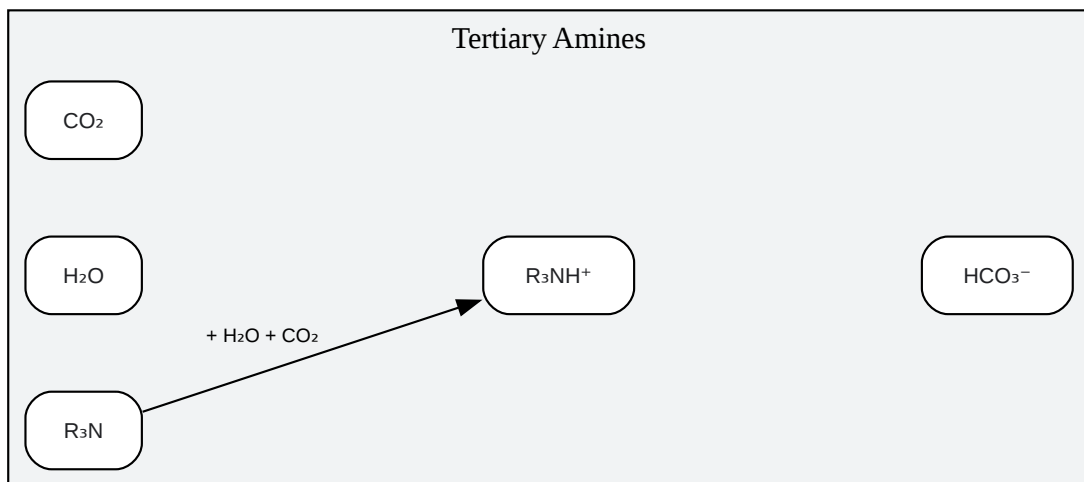 Tertiary Amines
CO₂
H₂O
R₃NH⁺
HCO₃⁻
+ H₂O + CO₂
R₃N